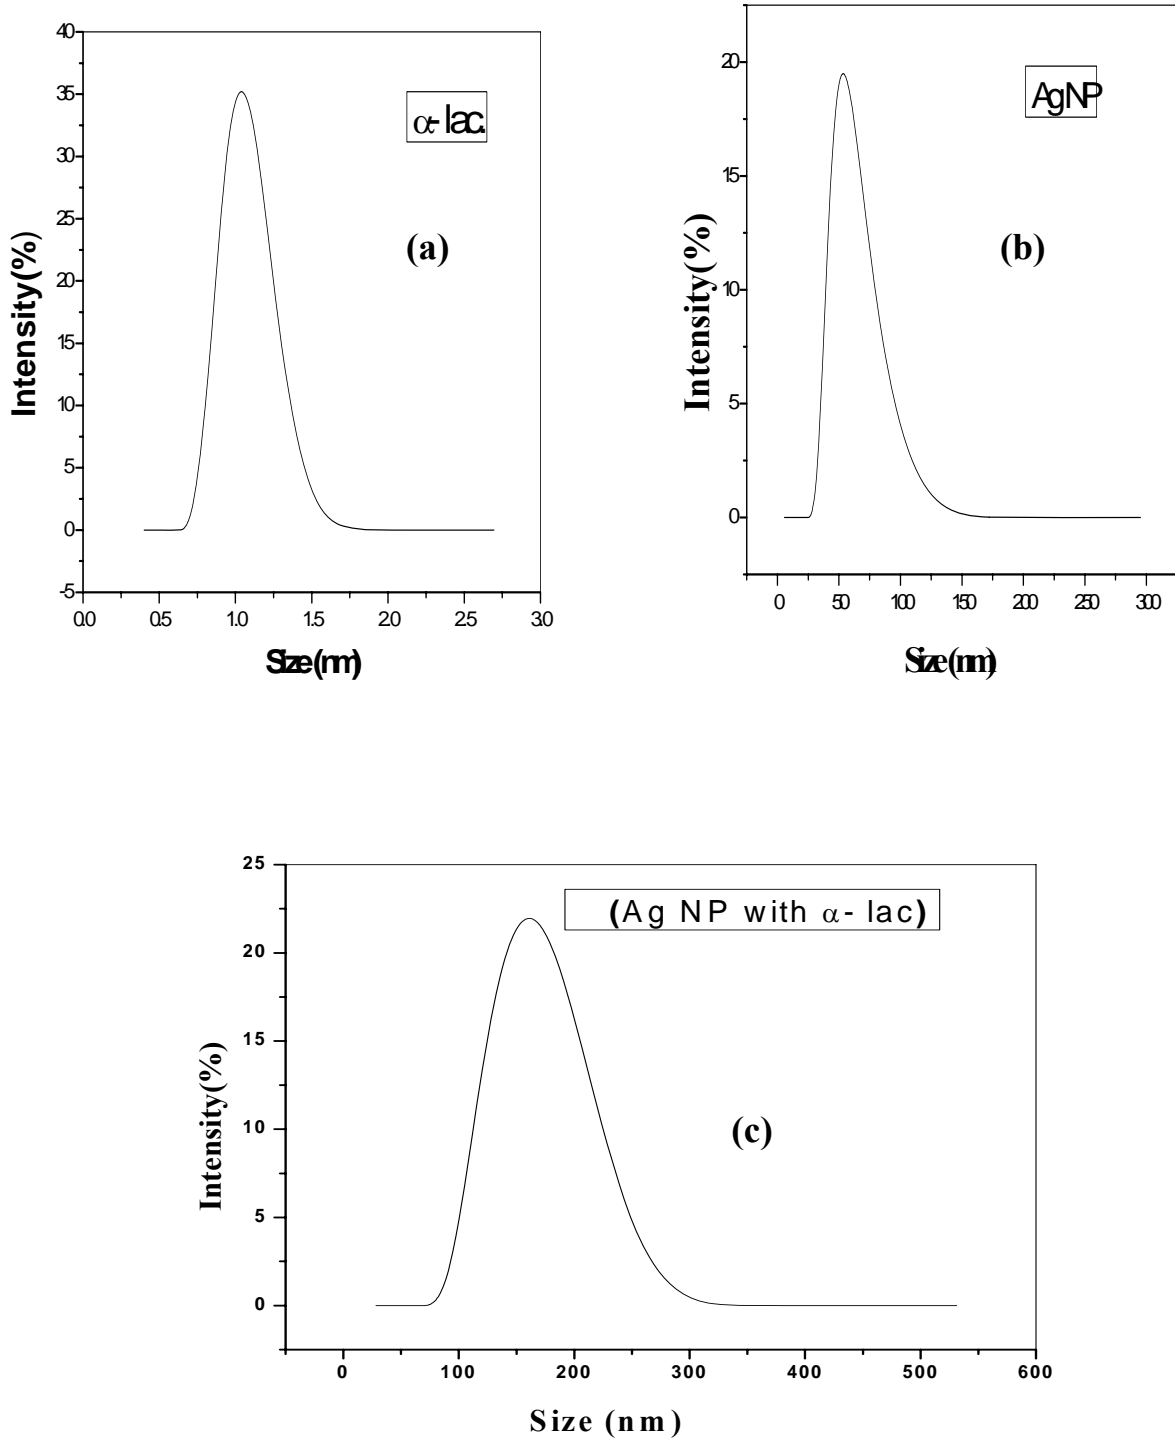 40
35
30
25
20
15
10
5
0
-5
0.0 0.5 1.0 1.5 2.0 2.5 3.0
Intensity(%)
Size(nm)
α-lac.
(a)
20
15
10
5
0
0 50 100 150 200 250 300
Intensity(%)
Size(nm)
AgNP
(b)
25
20
15
10
5
0
0 100 200 300 400 500 600
Intensity(%)
Size (nm)
(Ag NP with α- lac)
(c)